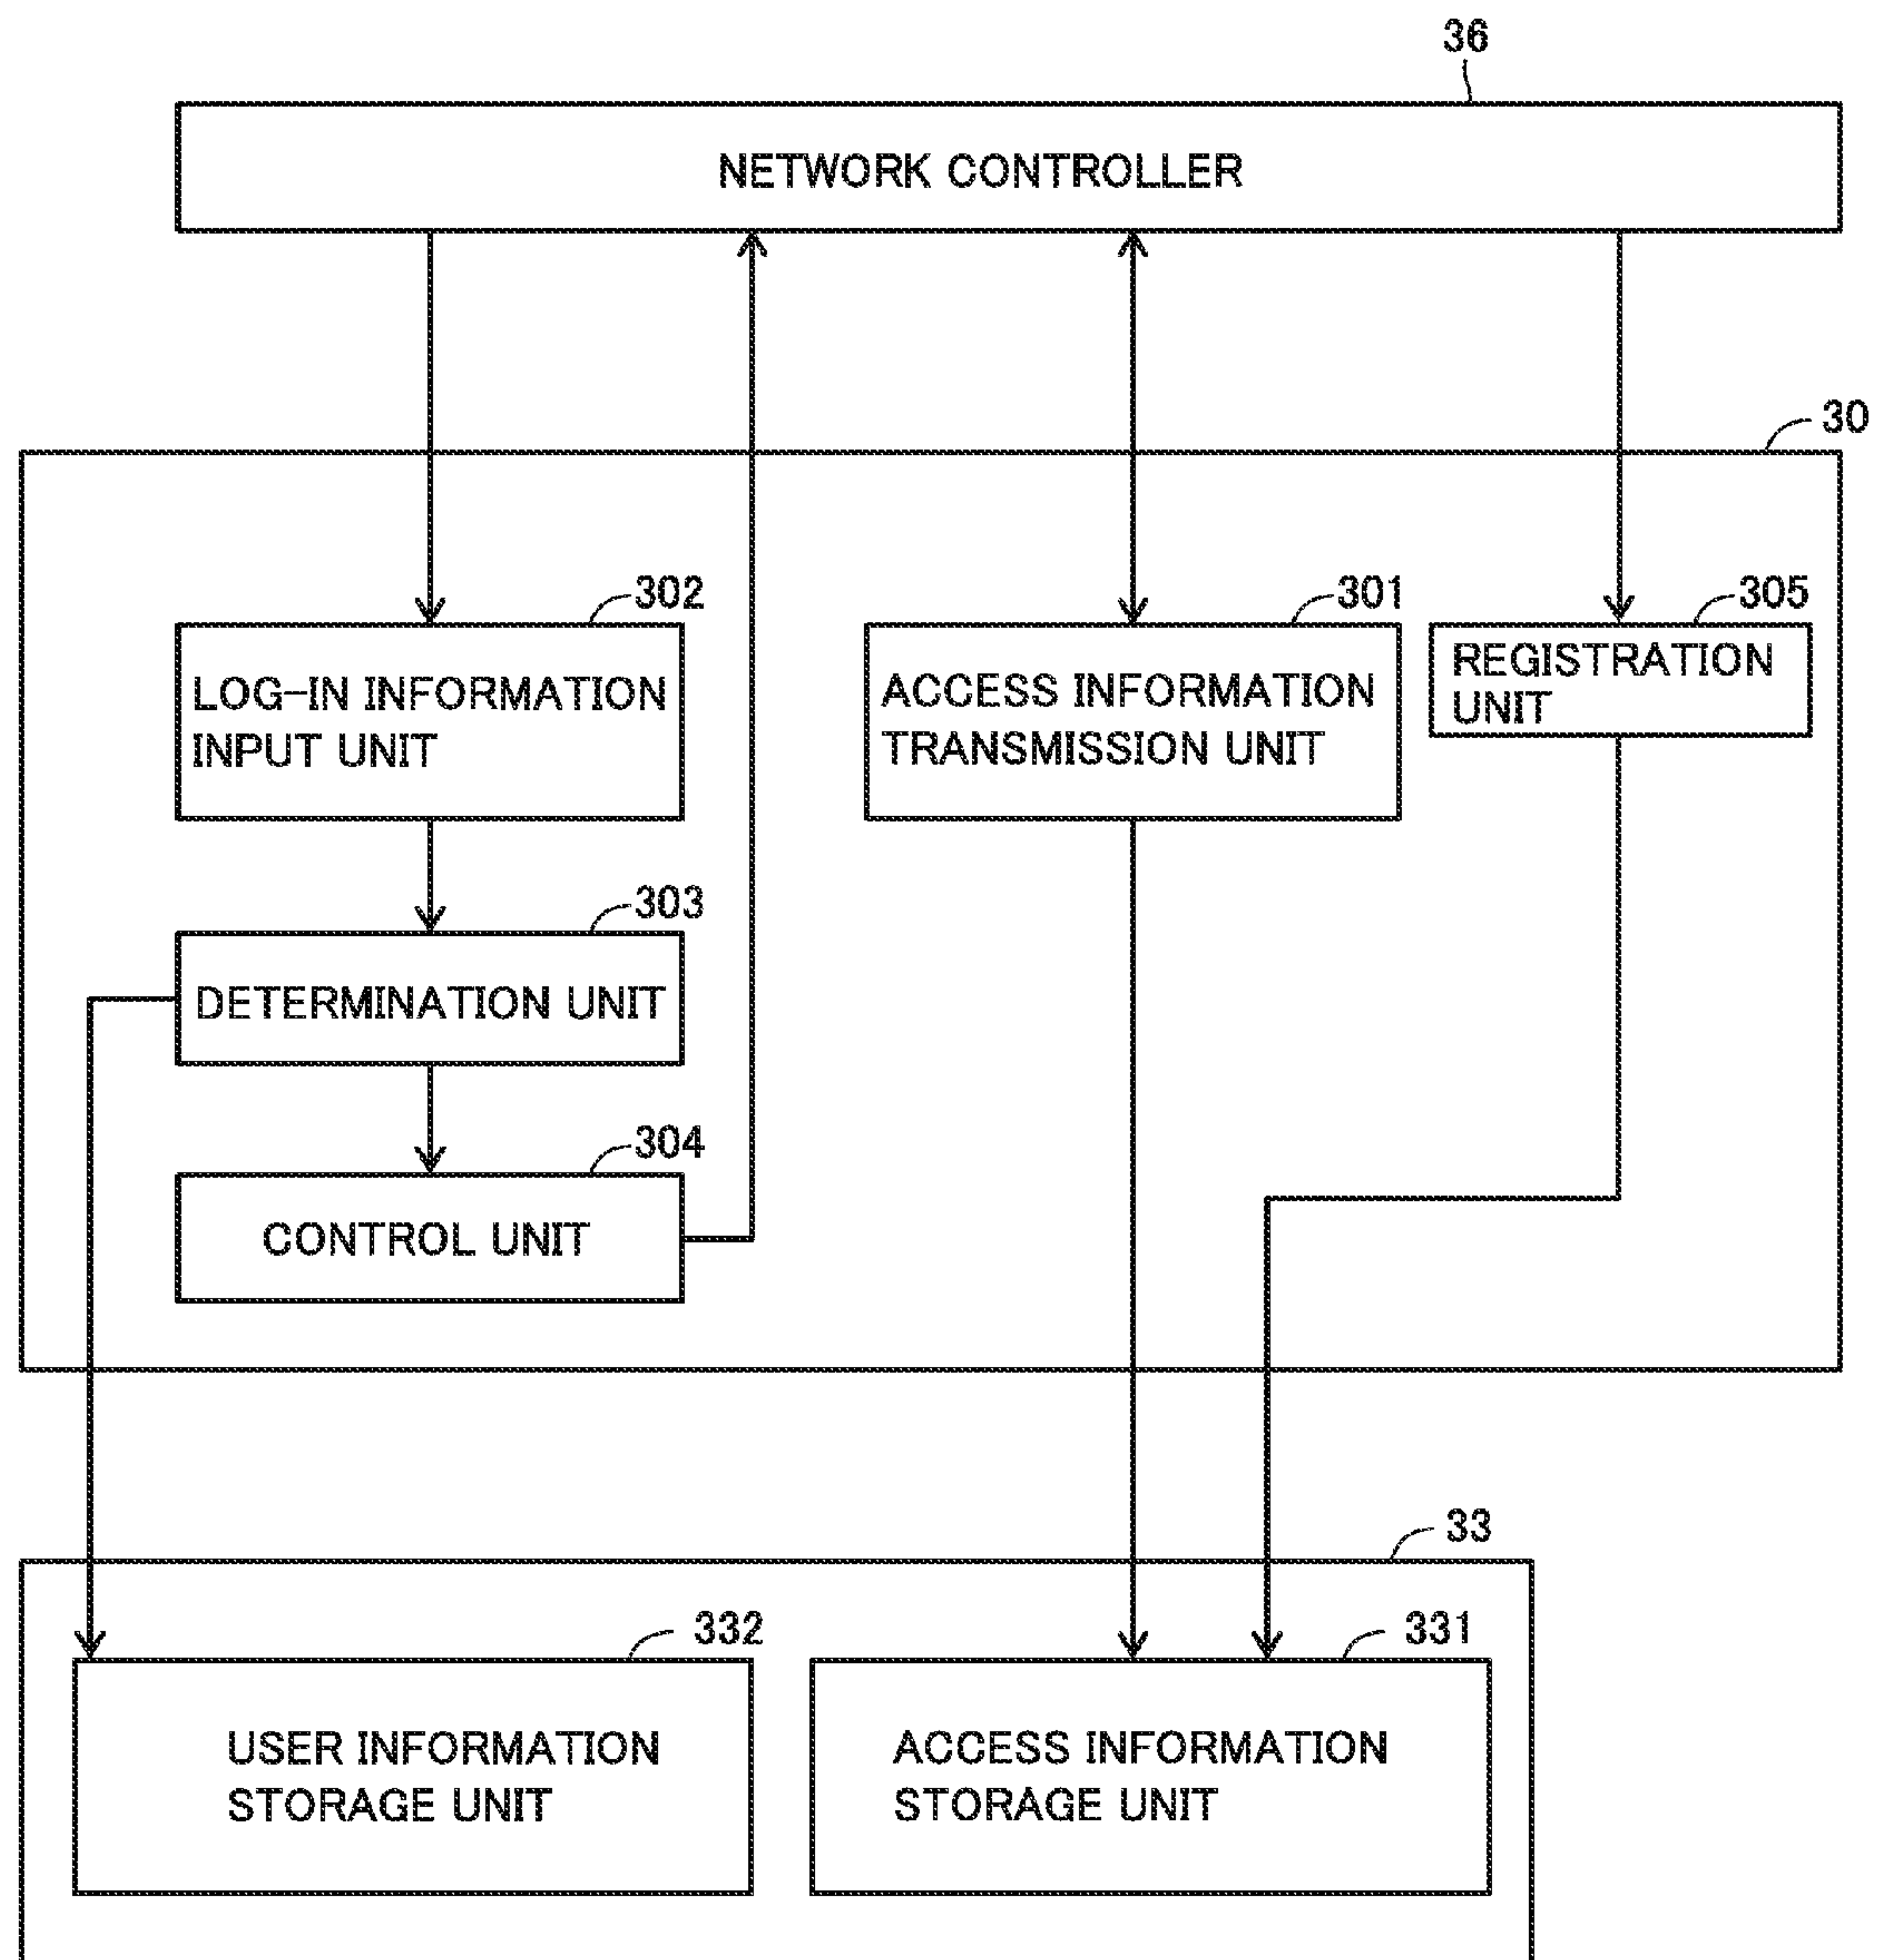 36
NETWORK CONTROLLER
30
302
301
305
LOG-IN INFORMATION
INPUT UNIT
ACCESS INFORMATION
TRANSMISSION UNIT
REGISTRATION
UNIT
303
DETERMINATION UNIT
304
CONTROL UNIT
33
332
331
USER INFORMATION
STORAGE UNIT
ACCESS INFORMATION
STORAGE UNIT